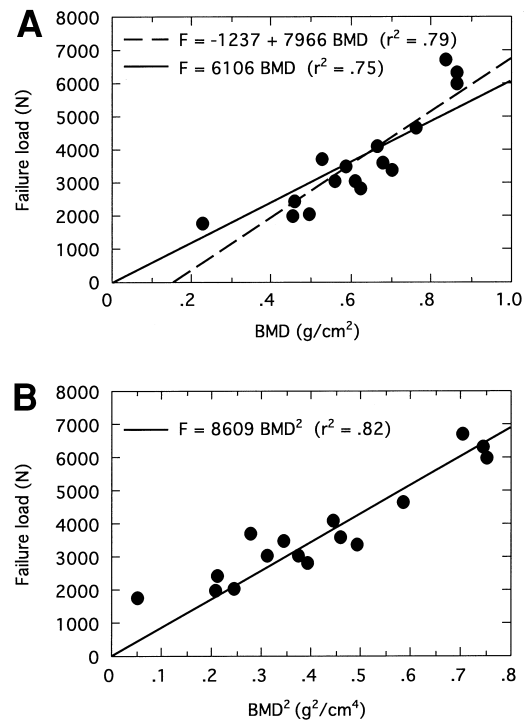 A
8000
7000
6000
5000
4000
3000
2000
1000
0
Failure load (N)
F = -1237 + 7966 BMD (r² = .79)
F = 6106 BMD (r² = .75)
0 .2 .4 .6 .8 1.0
BMD (g/cm²)
B
8000
7000
6000
5000
4000
3000
2000
1000
0
Failure load (N)
F = 8609 BMD² (r² = .82)
0 .1 .2 .3 .4 .5 .6 .7 .8
BMD² (g²/cm⁴)